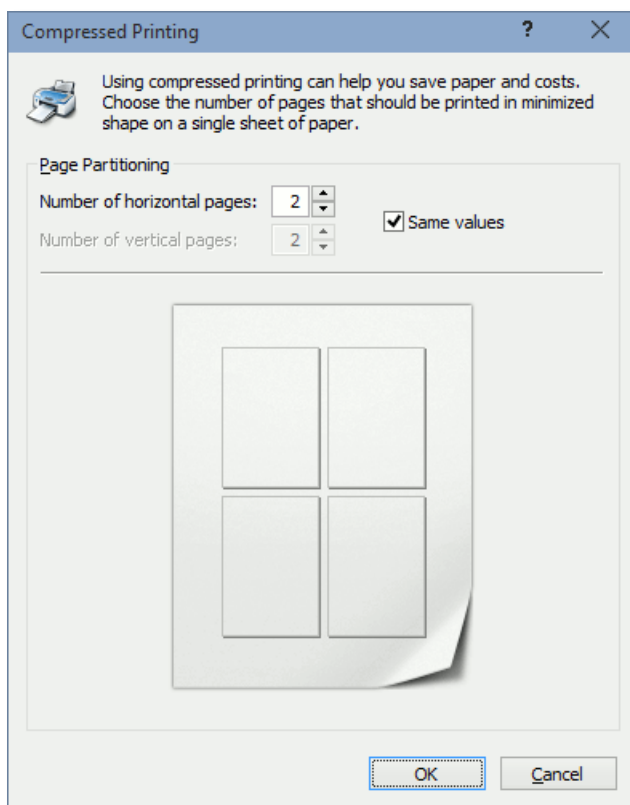 Compressed Printing ?
Using compressed printing can help you save paper and costs.
Choose the number of pages that should be printed in minimized
shape on a single sheet of paper.
Page Partitioning
Number of horizontal pages: 2
Same values
Number of vertical pages: 2
OK Cancel